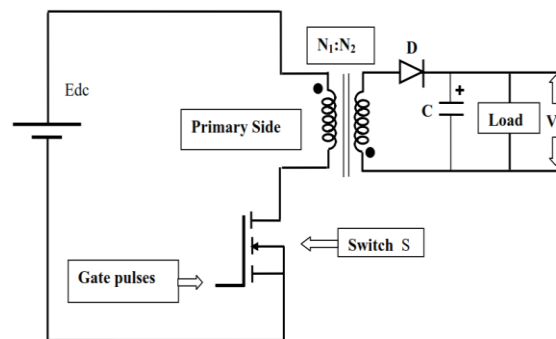 N₁:N₂
D
Edc
+
Primary Side
C
Load
V
Switch S
Gate pulses